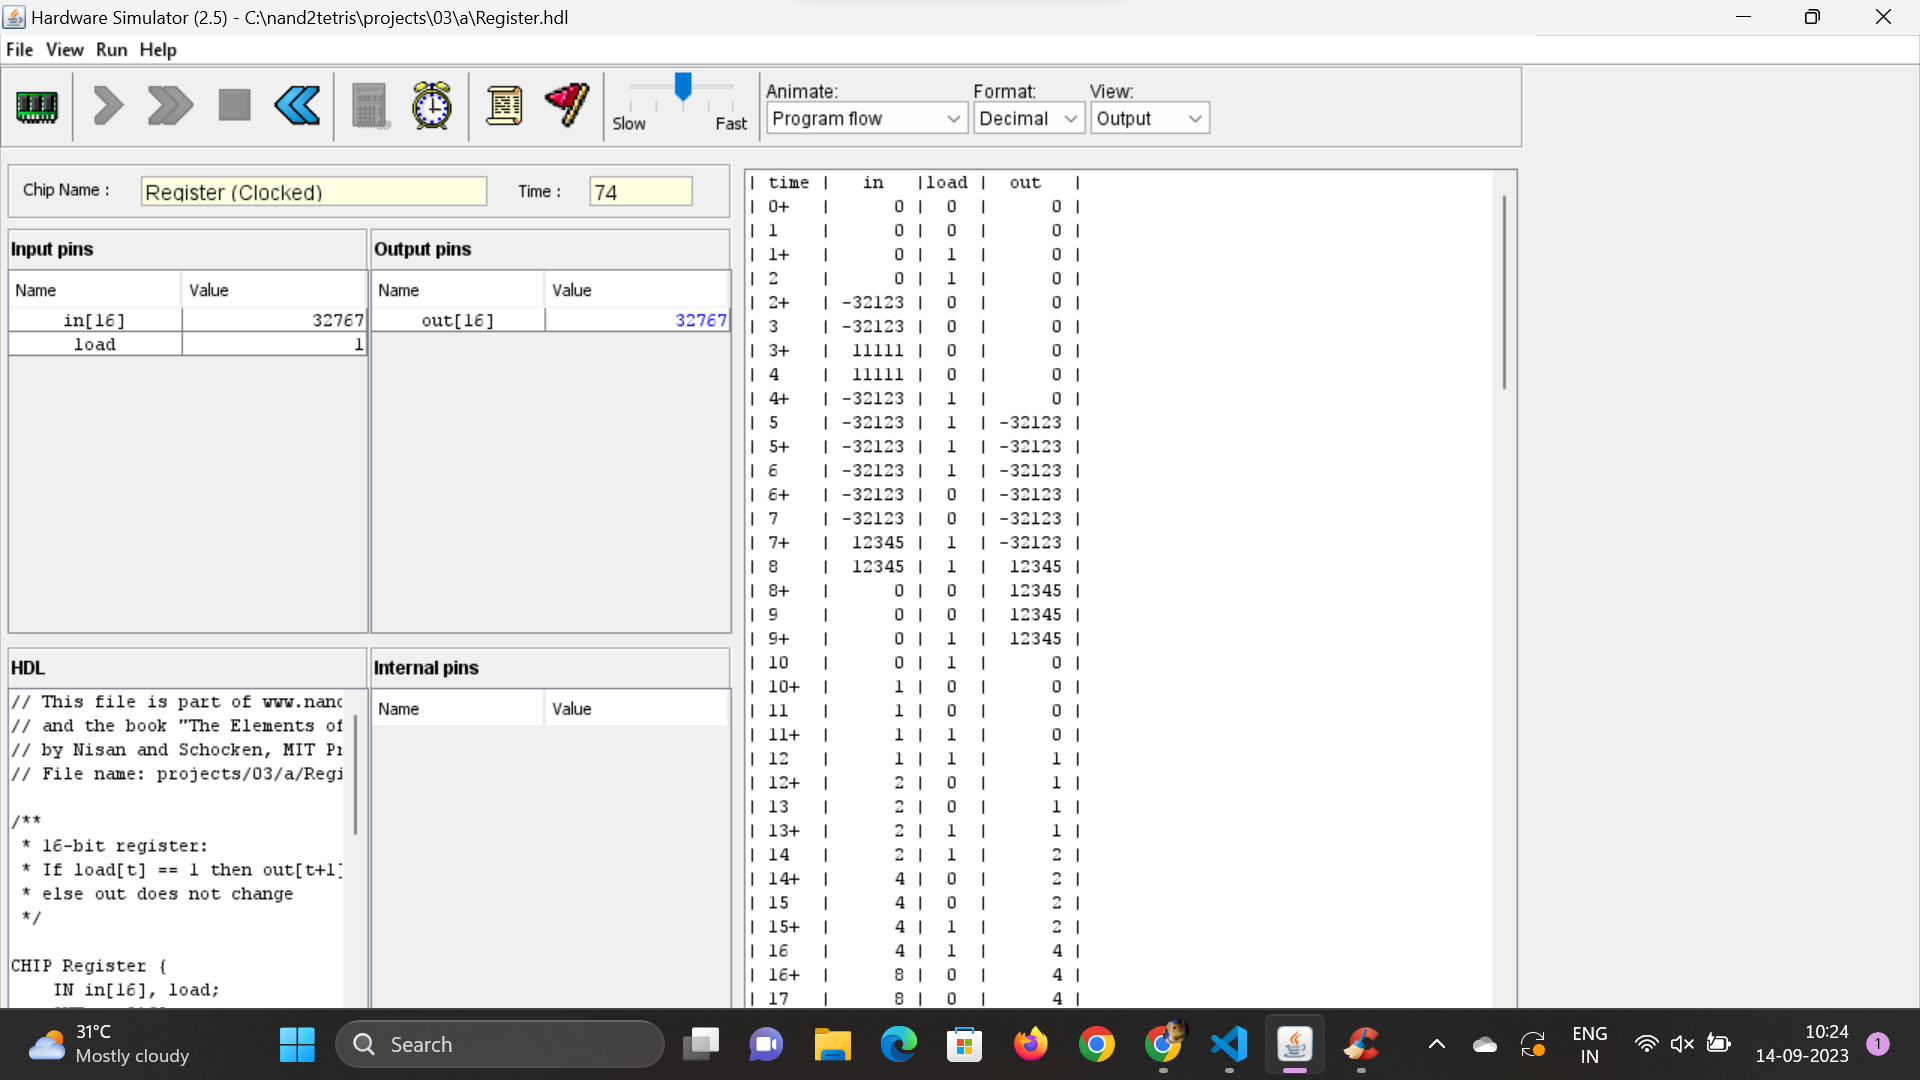 Hardware Simulator (2.5) - C:\nand2tetris\projects\03\a\Register.hdl
File View Run Help
Slow Fast
Animate: Format: View:
Program flow Decimal Output
Chip Name : Register (Clocked) Time : 74
Input pins
Name Value
in[16] 32767
load 1
Output pins
Name Value
out[16] 32767
HDL
// This file is part of www.nand
// and the book "The Elements of
// by Nisan and Schocken, MIT Pr
// File name: projects/03/a/Regi
/**
* 16-bit register:
* If load[t] == 1 then out[t+1]
* else out does not change
*/
CHIP Register {
IN in[16], load;
Internal pins
Name Value
| time | in |load | out |
| 0+ | 0 | 0 | 0 |
| 1 | 0 | 0 | 0 |
| 1+ | 0 | 1 | 0 |
| 2 | 0 | 1 | 0 |
| 2+ | -32123 | 0 | 0 |
| 3 | -32123 | 0 | 0 |
| 3+ | 11111 | 0 | 0 |
| 4 | 11111 | 0 | 0 |
| 4+ | -32123 | 1 | 0 |
| 5 | -32123 | 1 | -32123 |
| 5+ | -32123 | 1 | -32123 |
| 6 | -32123 | 1 | -32123 |
| 6+ | -32123 | 0 | -32123 |
| 7 | -32123 | 0 | -32123 |
| 7+ | 12345 | 1 | -32123 |
| 8 | 12345 | 1 | 12345 |
| 8+ | 0 | 0 | 12345 |
| 9 | 0 | 0 | 12345 |
| 9+ | 0 | 1 | 12345 |
| 10 | 0 | 1 | 0 |
| 10+ | 1 | 0 | 0 |
| 11 | 1 | 0 | 0 |
| 11+ | 1 | 1 | 0 |
| 12 | 1 | 1 | 1 |
| 12+ | 2 | 0 | 1 |
| 13 | 2 | 0 | 1 |
| 13+ | 2 | 1 | 1 |
| 14 | 2 | 1 | 2 |
| 14+ | 4 | 0 | 2 |
| 15 | 4 | 0 | 2 |
| 15+ | 4 | 1 | 2 |
| 16 | 4 | 1 | 4 |
| 16+ | 8 | 0 | 4 |
| 17 | 8 | 0 | 4 |
31°C
Mostly cloudy
Search
ENG
IN
10:24
14-09-2023
1